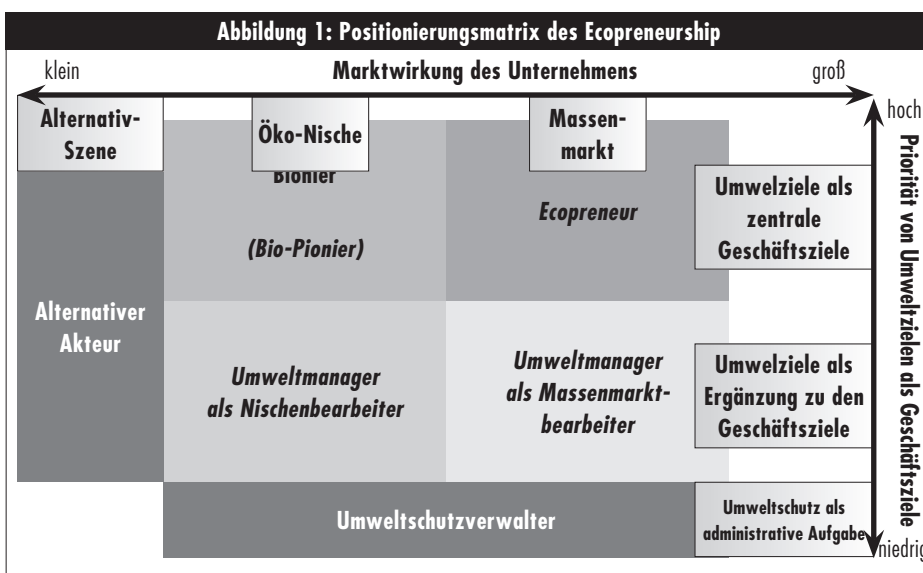 Abbildung 1: Positionierungsmatrix des Ecopreneurship
klein
Marktwirkung des Unternehmens
groß
Alternativ-
Szene
Öko-Nische
Massen-
markt
hoch
Bionier
(Bio-Pionier)
Ecopreneur
Umwelziele als
zentrale
Geschäftsziele
Priorität von Umweltzielen als Geschäftsziele
Alternativer
Akteur
Umweltmanager
als Nischenbearbeiter
Umweltmanager
als Massenmarkt-
bearbeiter
Umwelziele als
Ergänzung zu den
Geschäftsziele
Umweltschutzverwalter
Umweltschutz als
administrative Aufgabe
niedrig